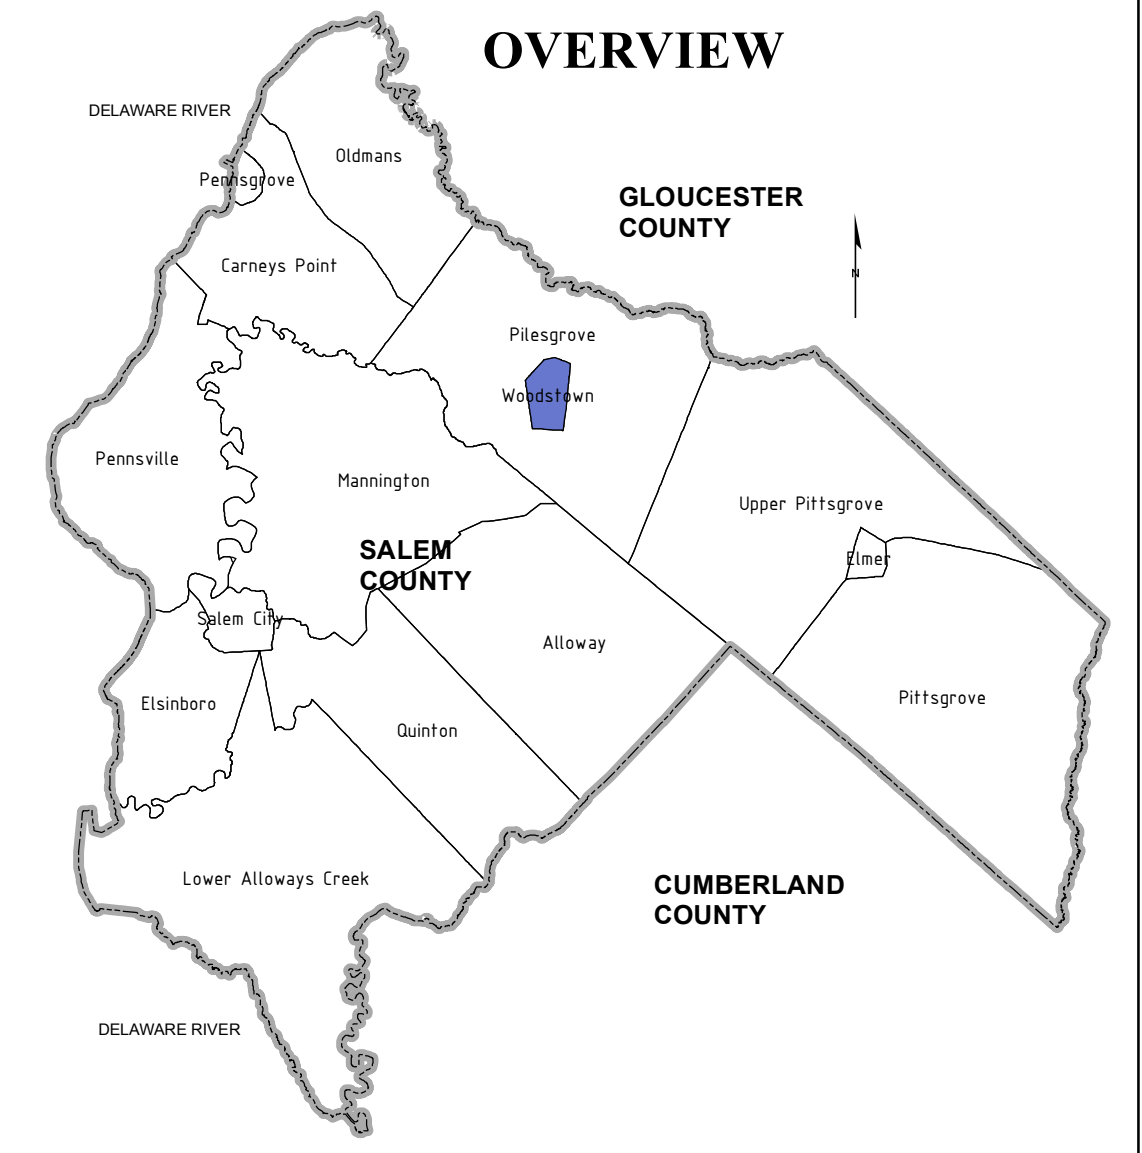 OVERVIEW
DELAWARE RIVER
Oldmans
Pennsgrove
GLOUCESTER
COUNTY
Carneys Point
N
Pilesgrove
Woodstown
Pennsville
Mannington
Upper Pittsgrove
SALEM
COUNTY
Elmer
Salem City
Alloway
Elsinboro
Pittsgrove
Quinton
Lower Alloways Creek
CUMBERLAND
COUNTY
DELAWARE RIVER